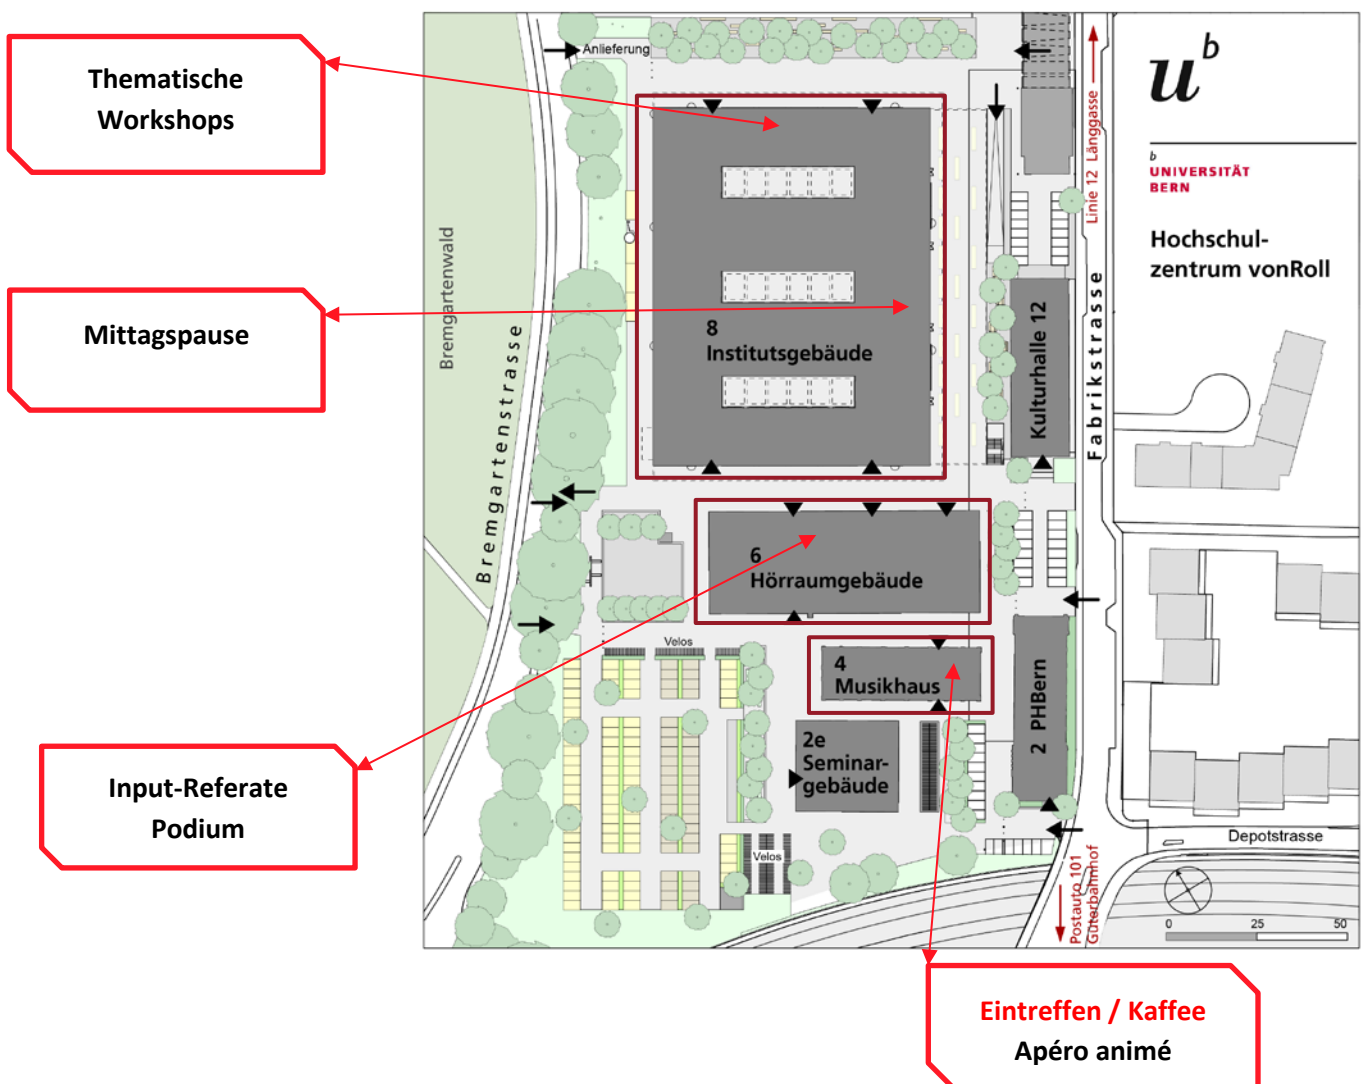 Thematische
Workshops
Mittagspause
Input-Referate
Podium
Eintreffen / Kaffee
Apéro animé
Anlieferung
Bremgartenwald
Bremgartenstrasse
8
Institutsgebäude
6
Hörraumgebäude
4
Musikhaus
2e
Seminar-
gebäude
Velos
Velos
Kulturhalle 12
2 PHBern
Fabrikstrasse
Linie 12 Länggasse
Postauto 101
Güterbahnhof
Depotstrasse
0 25 50
u b
b
UNIVERSITÄT
BERN
Hochschul-
zentrum vonRoll